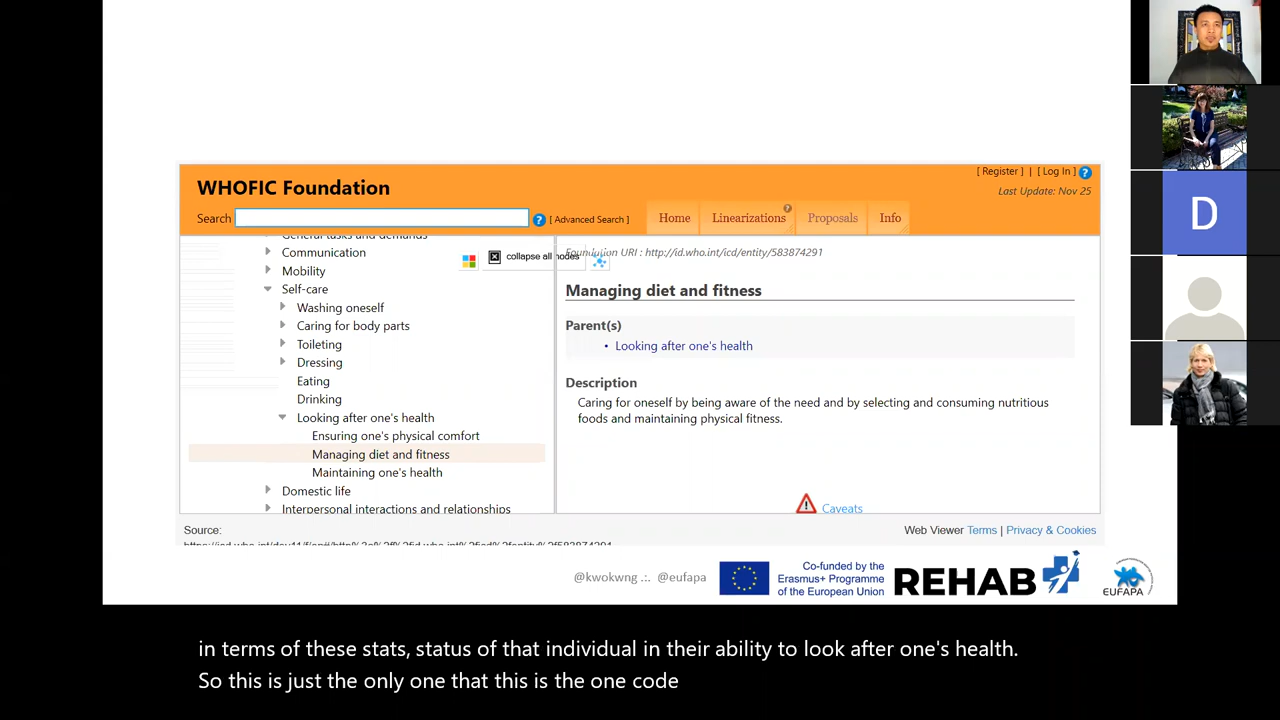 [ Register ] | [ Log In ] ?
WHOFIC Foundation
Last Update: Nov 25
Search ? [ Advanced Search ] Home Linearizations ? Proposals Info
General tasks and demands
Communication
Mobility
Self-care
Washing oneself
Caring for body parts
Toileting
Dressing
Eating
Drinking
Looking after one's health
Ensuring one's physical comfort
Managing diet and fitness
Maintaining one's health
Domestic life
Interpersonal interactions and relationships
collapse all nodes
Foundation URI : http://id.who.int/icd/entity/583874291
Managing diet and fitness
Parent(s)
• Looking after one's health
Description
Caring for oneself by being aware of the need and by selecting and consuming nutritious
foods and maintaining physical fitness.
Caveats
Source:
Web Viewer Terms | Privacy & Cookies
@kwokwng .:. @eufapa
Co-funded by the
Erasmus+ Programme
of the European Union
REHAB
EUFAPA
D
in terms of these stats, status of that individual in their ability to look after one's health.
So this is just the only one that this is the one code